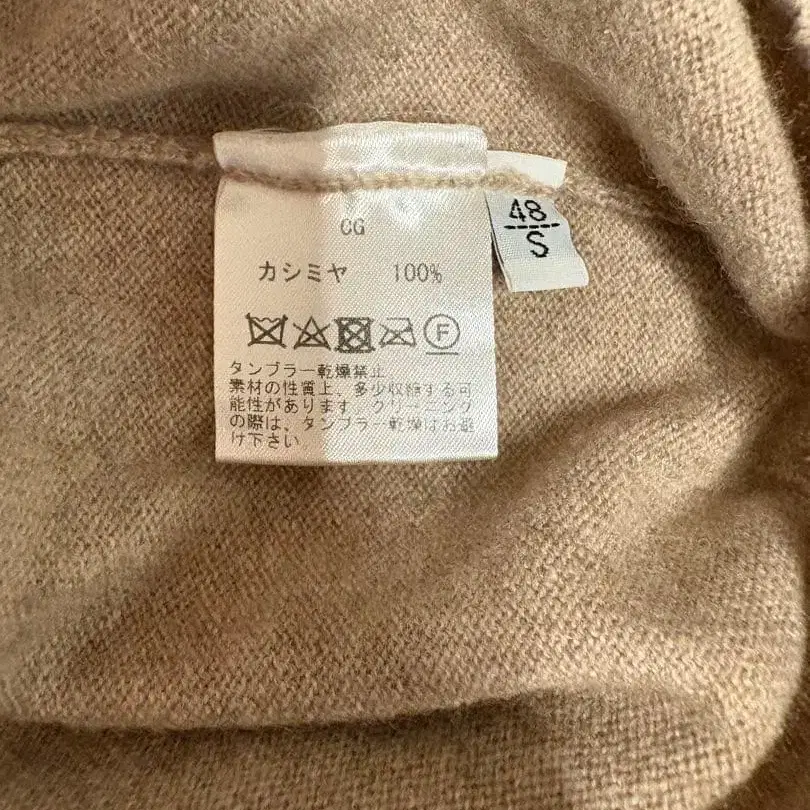 CG
48
S
カシミヤ 100%
F
タンブラー乾燥禁止
素材の性質上、多少収縮する可
能性があります。クリーニング
の際は、タンブラー乾燥はお避
け下さい